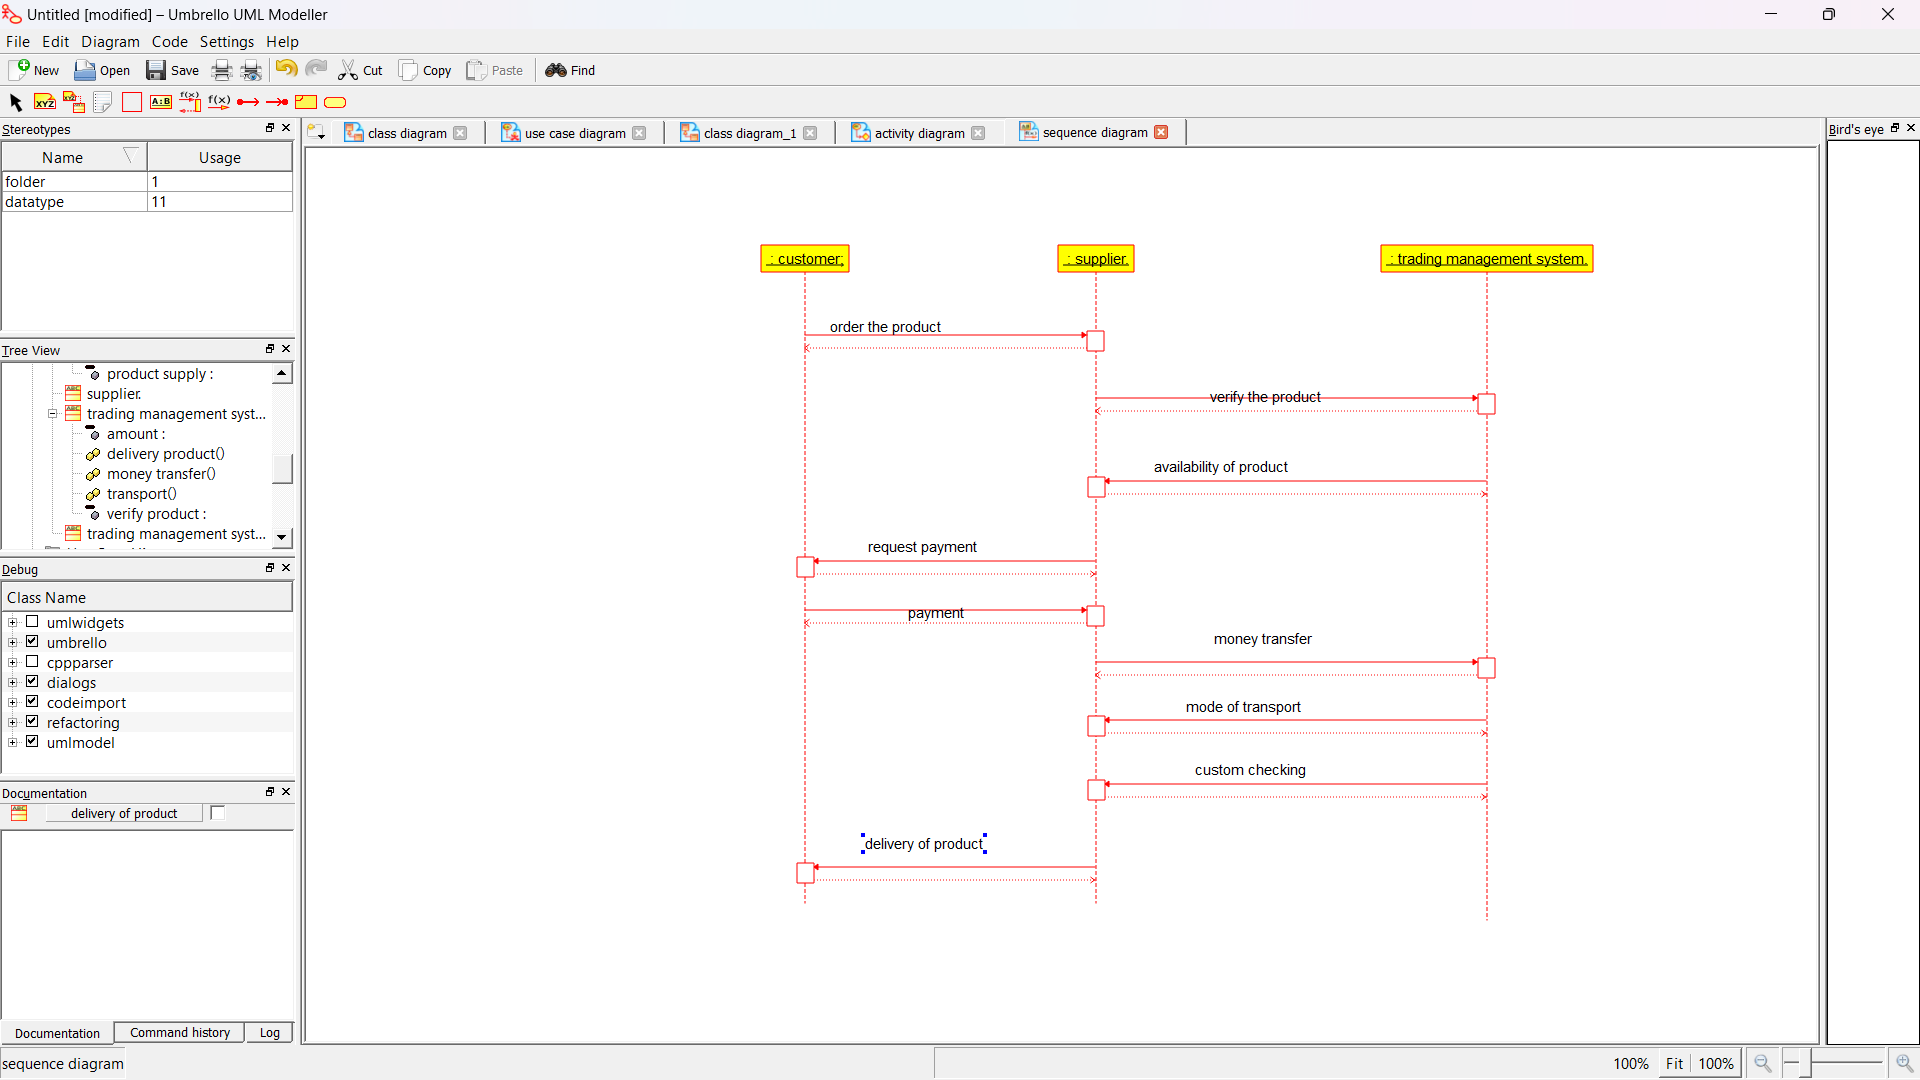 Untitled [modified] – Umbrello UML Modeller
File Edit Diagram Code Settings Help
New Open Save Cut Copy Paste Find
XYZ XYZ A:B f(x) f(x)
Stereotypes
Name Usage
folder 1
datatype 11
Tree View
product supply :
supplier.
trading management syst...
amount :
delivery product()
money transfer()
transport()
verify product :
trading management syst...
Debug
Class Name
umlwidgets
umbrello
cppparser
dialogs
codeimport
refactoring
umlmodel
Documentation
delivery of product
Documentation Command history Log
sequence diagram
class diagram use case diagram class diagram_1 activity diagram sequence diagram
: customer; : supplier. : trading management system.
order the product
verify the product
availability of product
request payment
payment
money transfer
mode of transport
custom checking
delivery of product
Bird's eye
100% Fit 100%